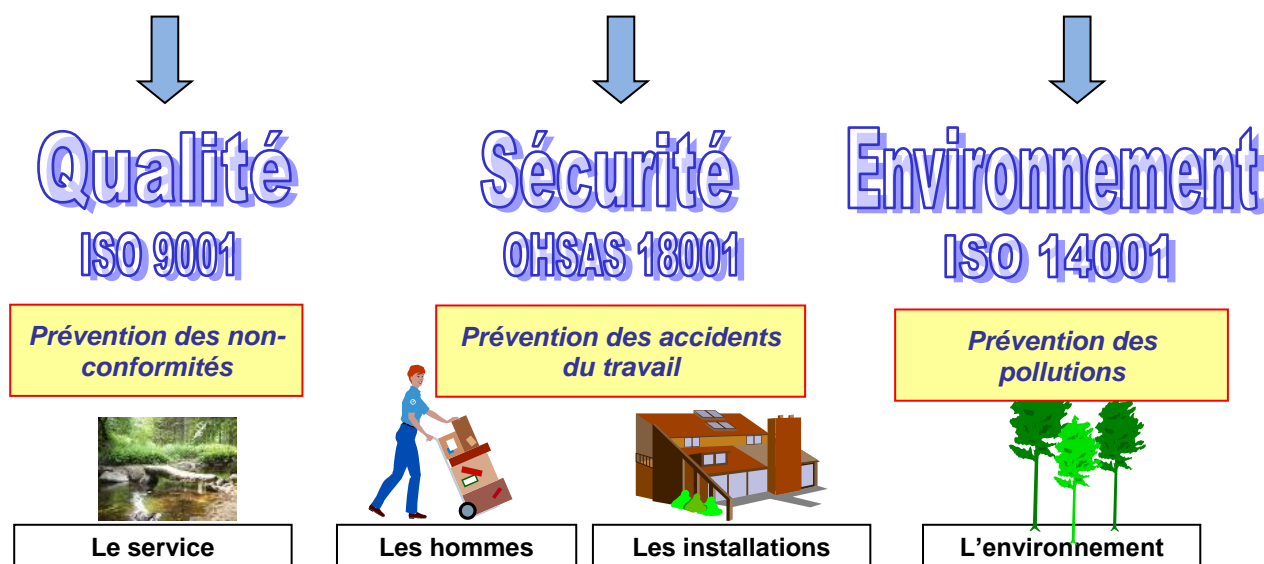 Qualité
ISO 9001
Prévention des non-
conformités
Le service
Sécurité
OHSAS 18001
Prévention des accidents
du travail
Les hommes
Les installations
Environnement
ISO 14001
Prévention des
pollutions
L'environnement